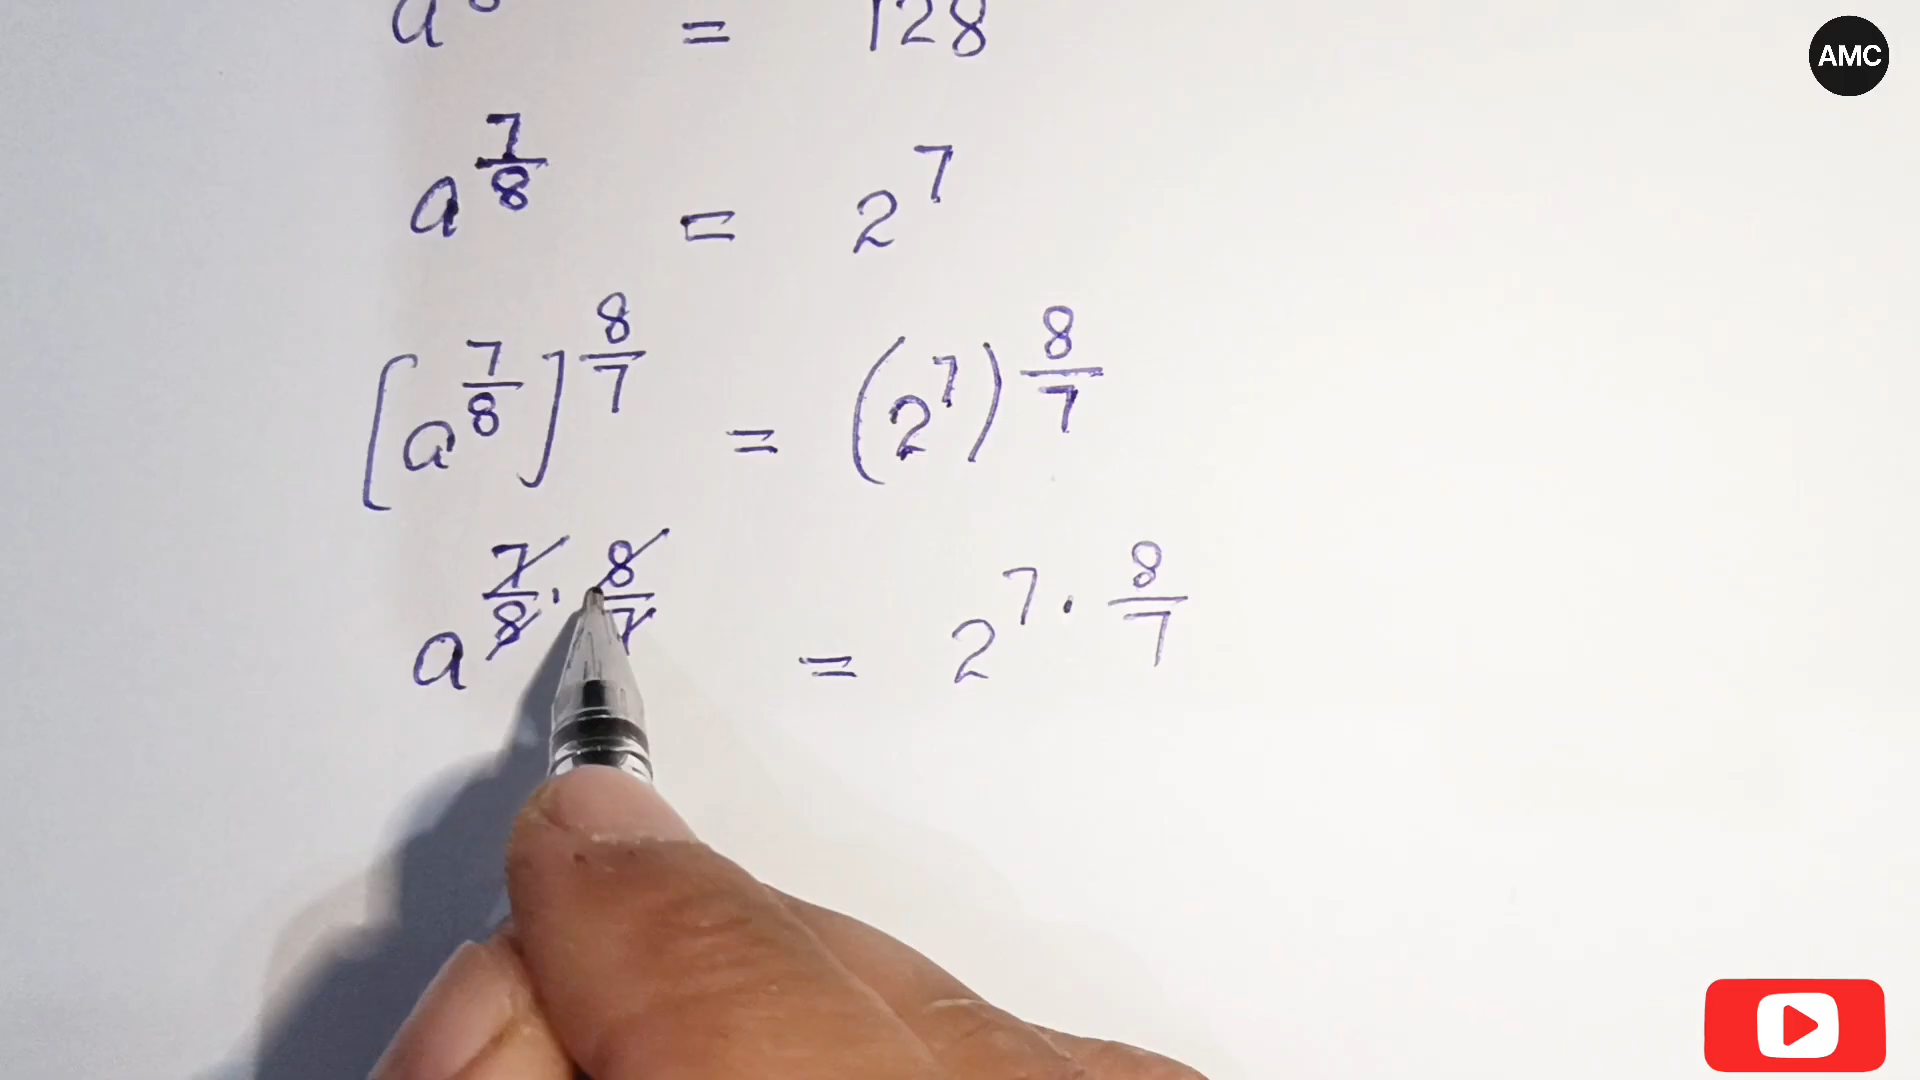 AMC
a = 128
a^(7/8) = 2^7
[a^(7/8)]^(8/7) = (2^7)^(8/7)
a^(7/8 · 8/7) = 2^(7 · 8/7)